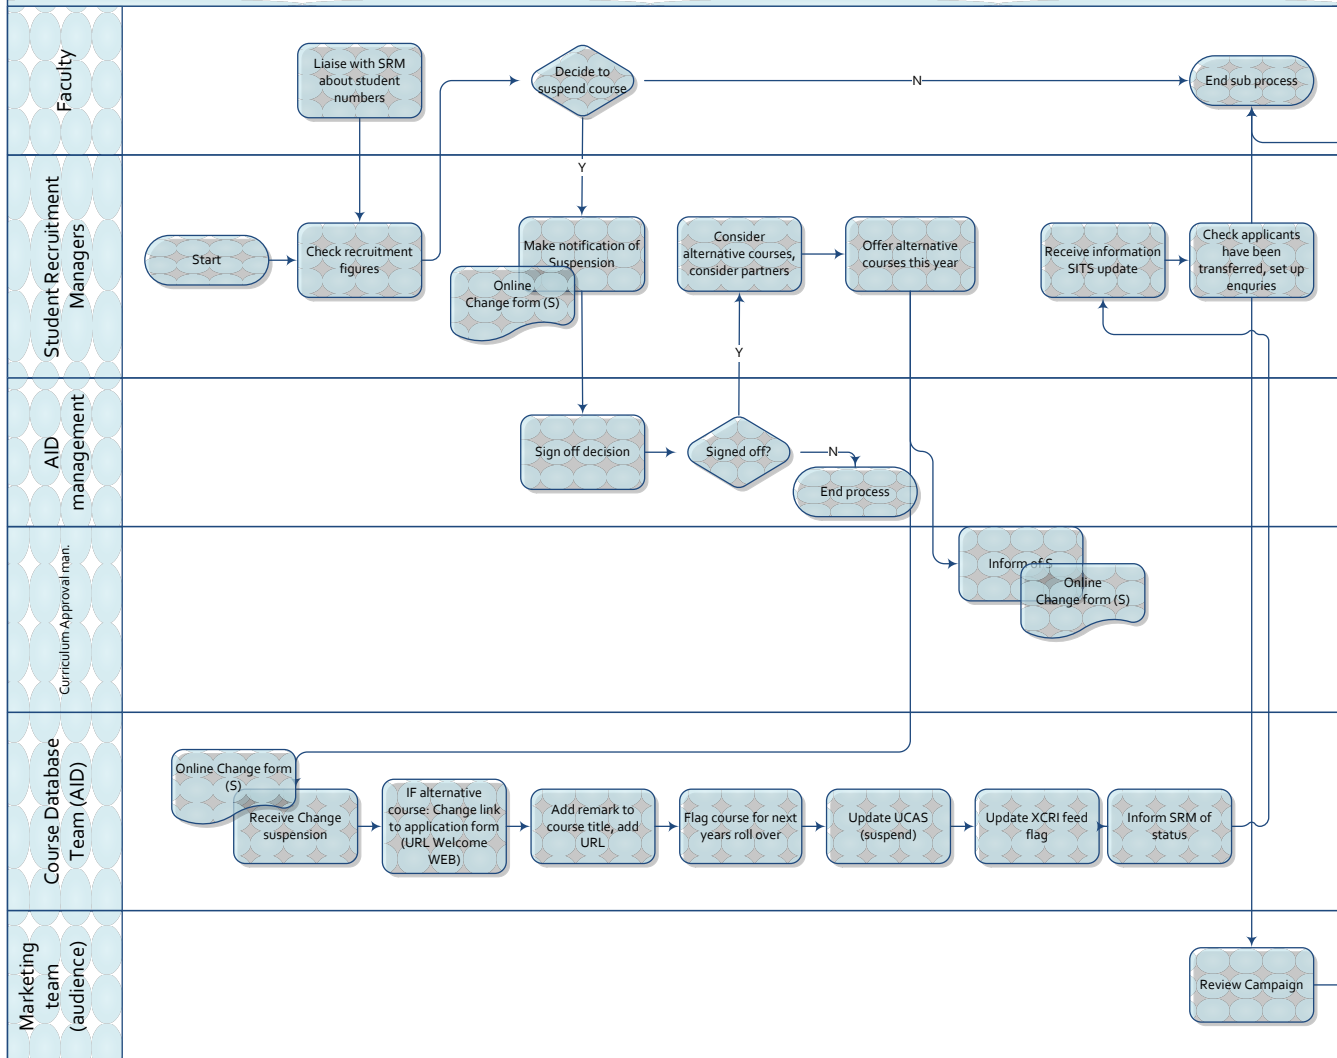 Faculty
Liaise with SRM
about student
numbers
Decide to
suspend course
N
End sub process
Y
Student Recruitment
Managers
Start
Check recruitment
figures
Make notification of
Suspension
Online
Change form (S)
Consider
alternative courses,
consider partners
Offer alternative
courses this year
Receive information
SITS update
Check applicants
have been
transferred, set up
enquries
Y
AID
management
Sign off decision
Signed off?
N
End process
Curriculum Approval man.
Inform of S
Online
Change form (S)
Course Database
Team (AID)
Online Change form
(S)
Receive Change
suspension
IF alternative
course: Change link
to application form
(URL Welcome
WEB)
Add remark to
course title, add
URL
Flag course for next
years roll over
Update UCAS
(suspend)
Update XCRI feed
flag
Inform SRM of
status
Marketing
team
(audience)
Review Campaign